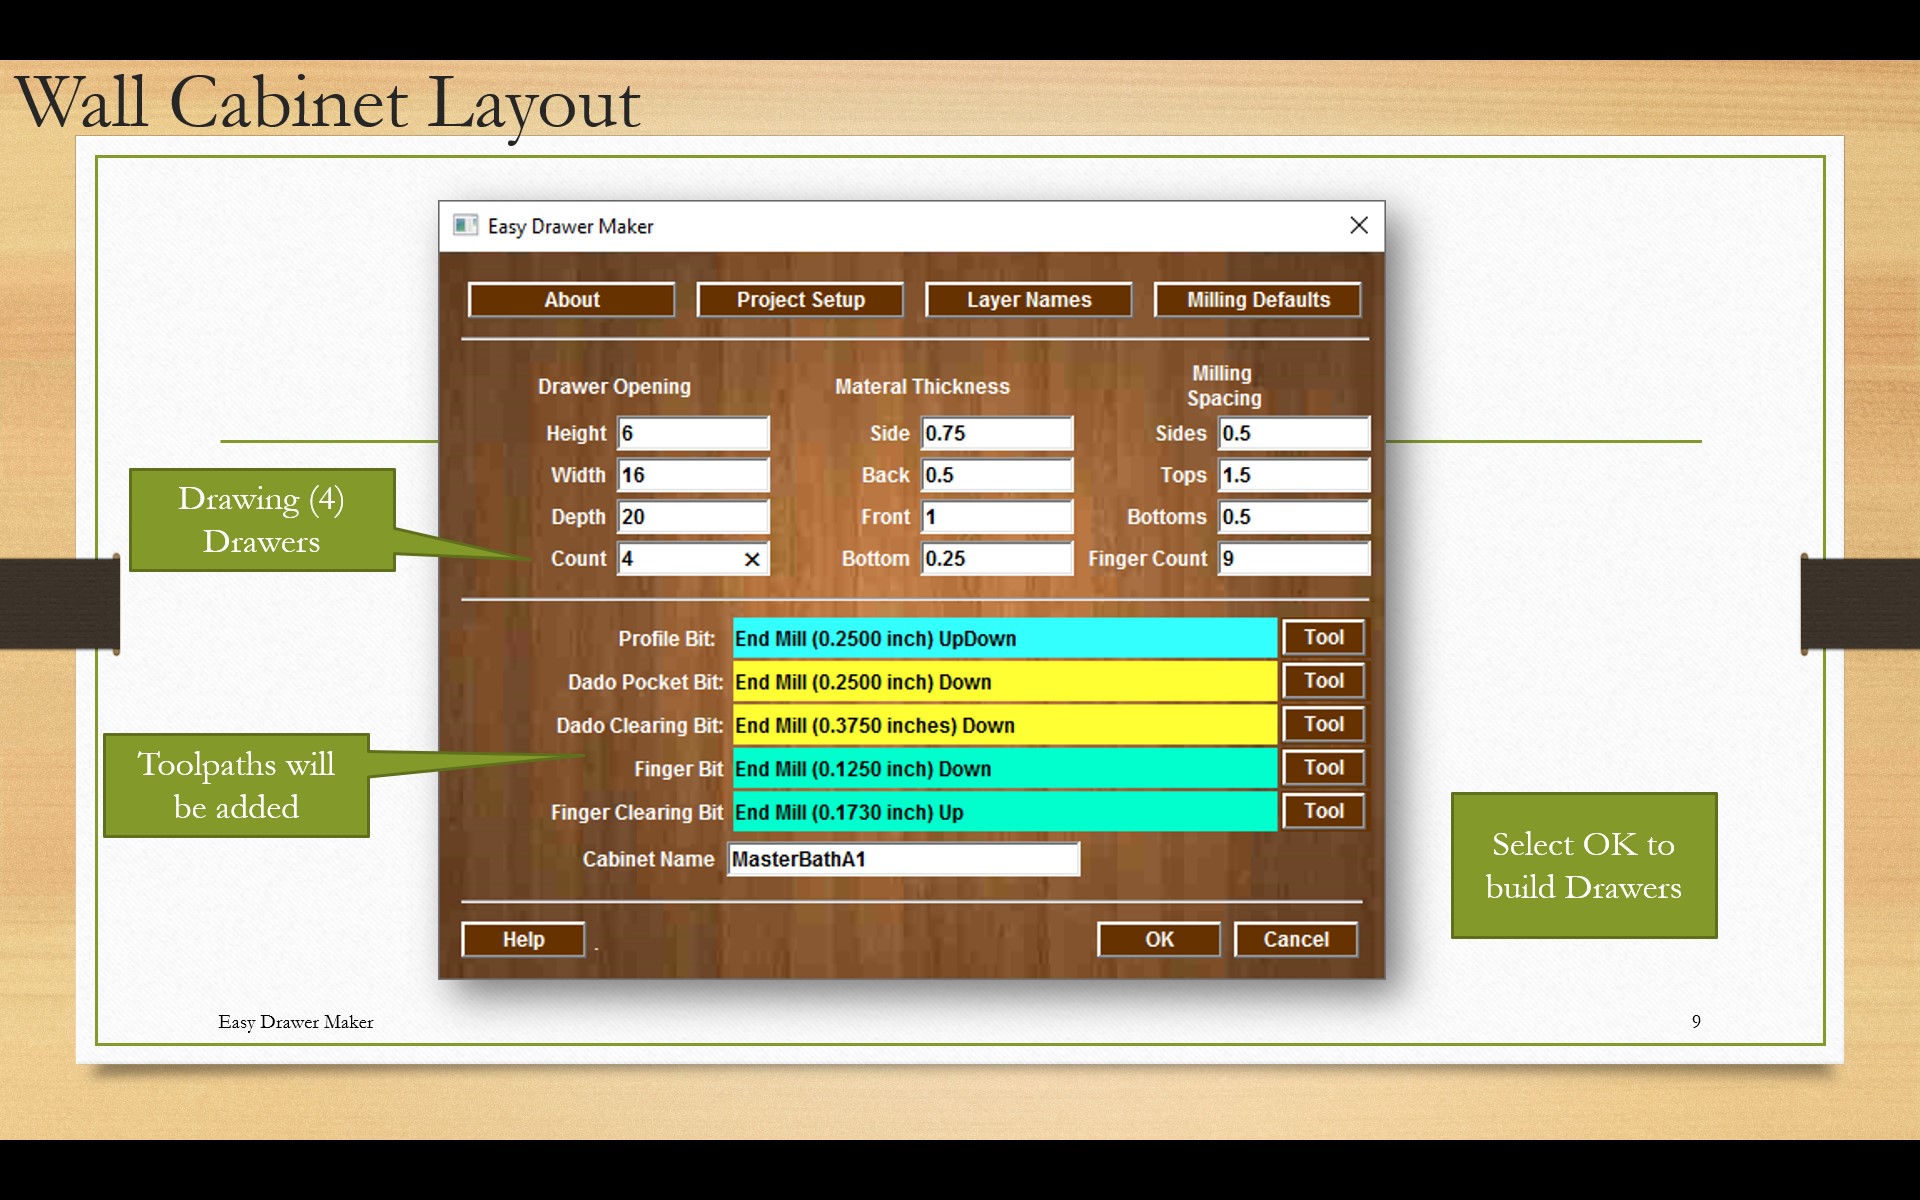 Wall Cabinet Layout
Easy Drawer Maker
About
Project Setup
Layer Names
Milling Defaults
Drawer Opening
Height 6
Width 16
Depth 20
Count 4
Materal Thickness
Side 0.75
Back 0.5
Front 1
Bottom 0.25
Milling
Spacing
Sides 0.5
Tops 1.5
Bottoms 0.5
Finger Count 9
Drawing (4)
Drawers
Profile Bit: End Mill (0.2500 inch) UpDown Tool
Dado Pocket Bit: End Mill (0.2500 inch) Down Tool
Dado Clearing Bit: End Mill (0.3750 inches) Down Tool
Finger Bit End Mill (0.1250 inch) Down Tool
Finger Clearing Bit End Mill (0.1730 inch) Up Tool
Cabinet Name MasterBathA1
Toolpaths will
be added
Select OK to
build Drawers
Help .
OK
Cancel
Easy Drawer Maker
9